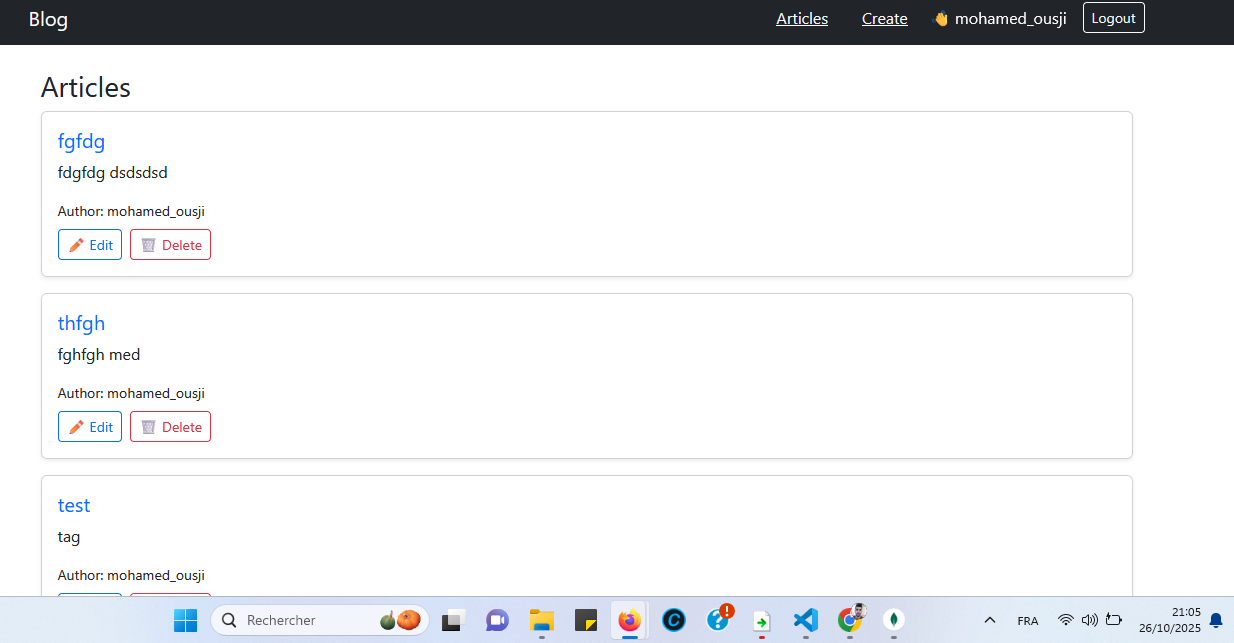 Blog
Articles Create 👋 mohamed_ousji Logout
Articles
fgfdg
fdgfdg dsdsdsd
Author: mohamed_ousji
Edit Delete
thfgh
fghfgh med
Author: mohamed_ousji
Edit Delete
test
tag
Author: mohamed_ousji
Rechercher
FRA
21:05
26/10/2025